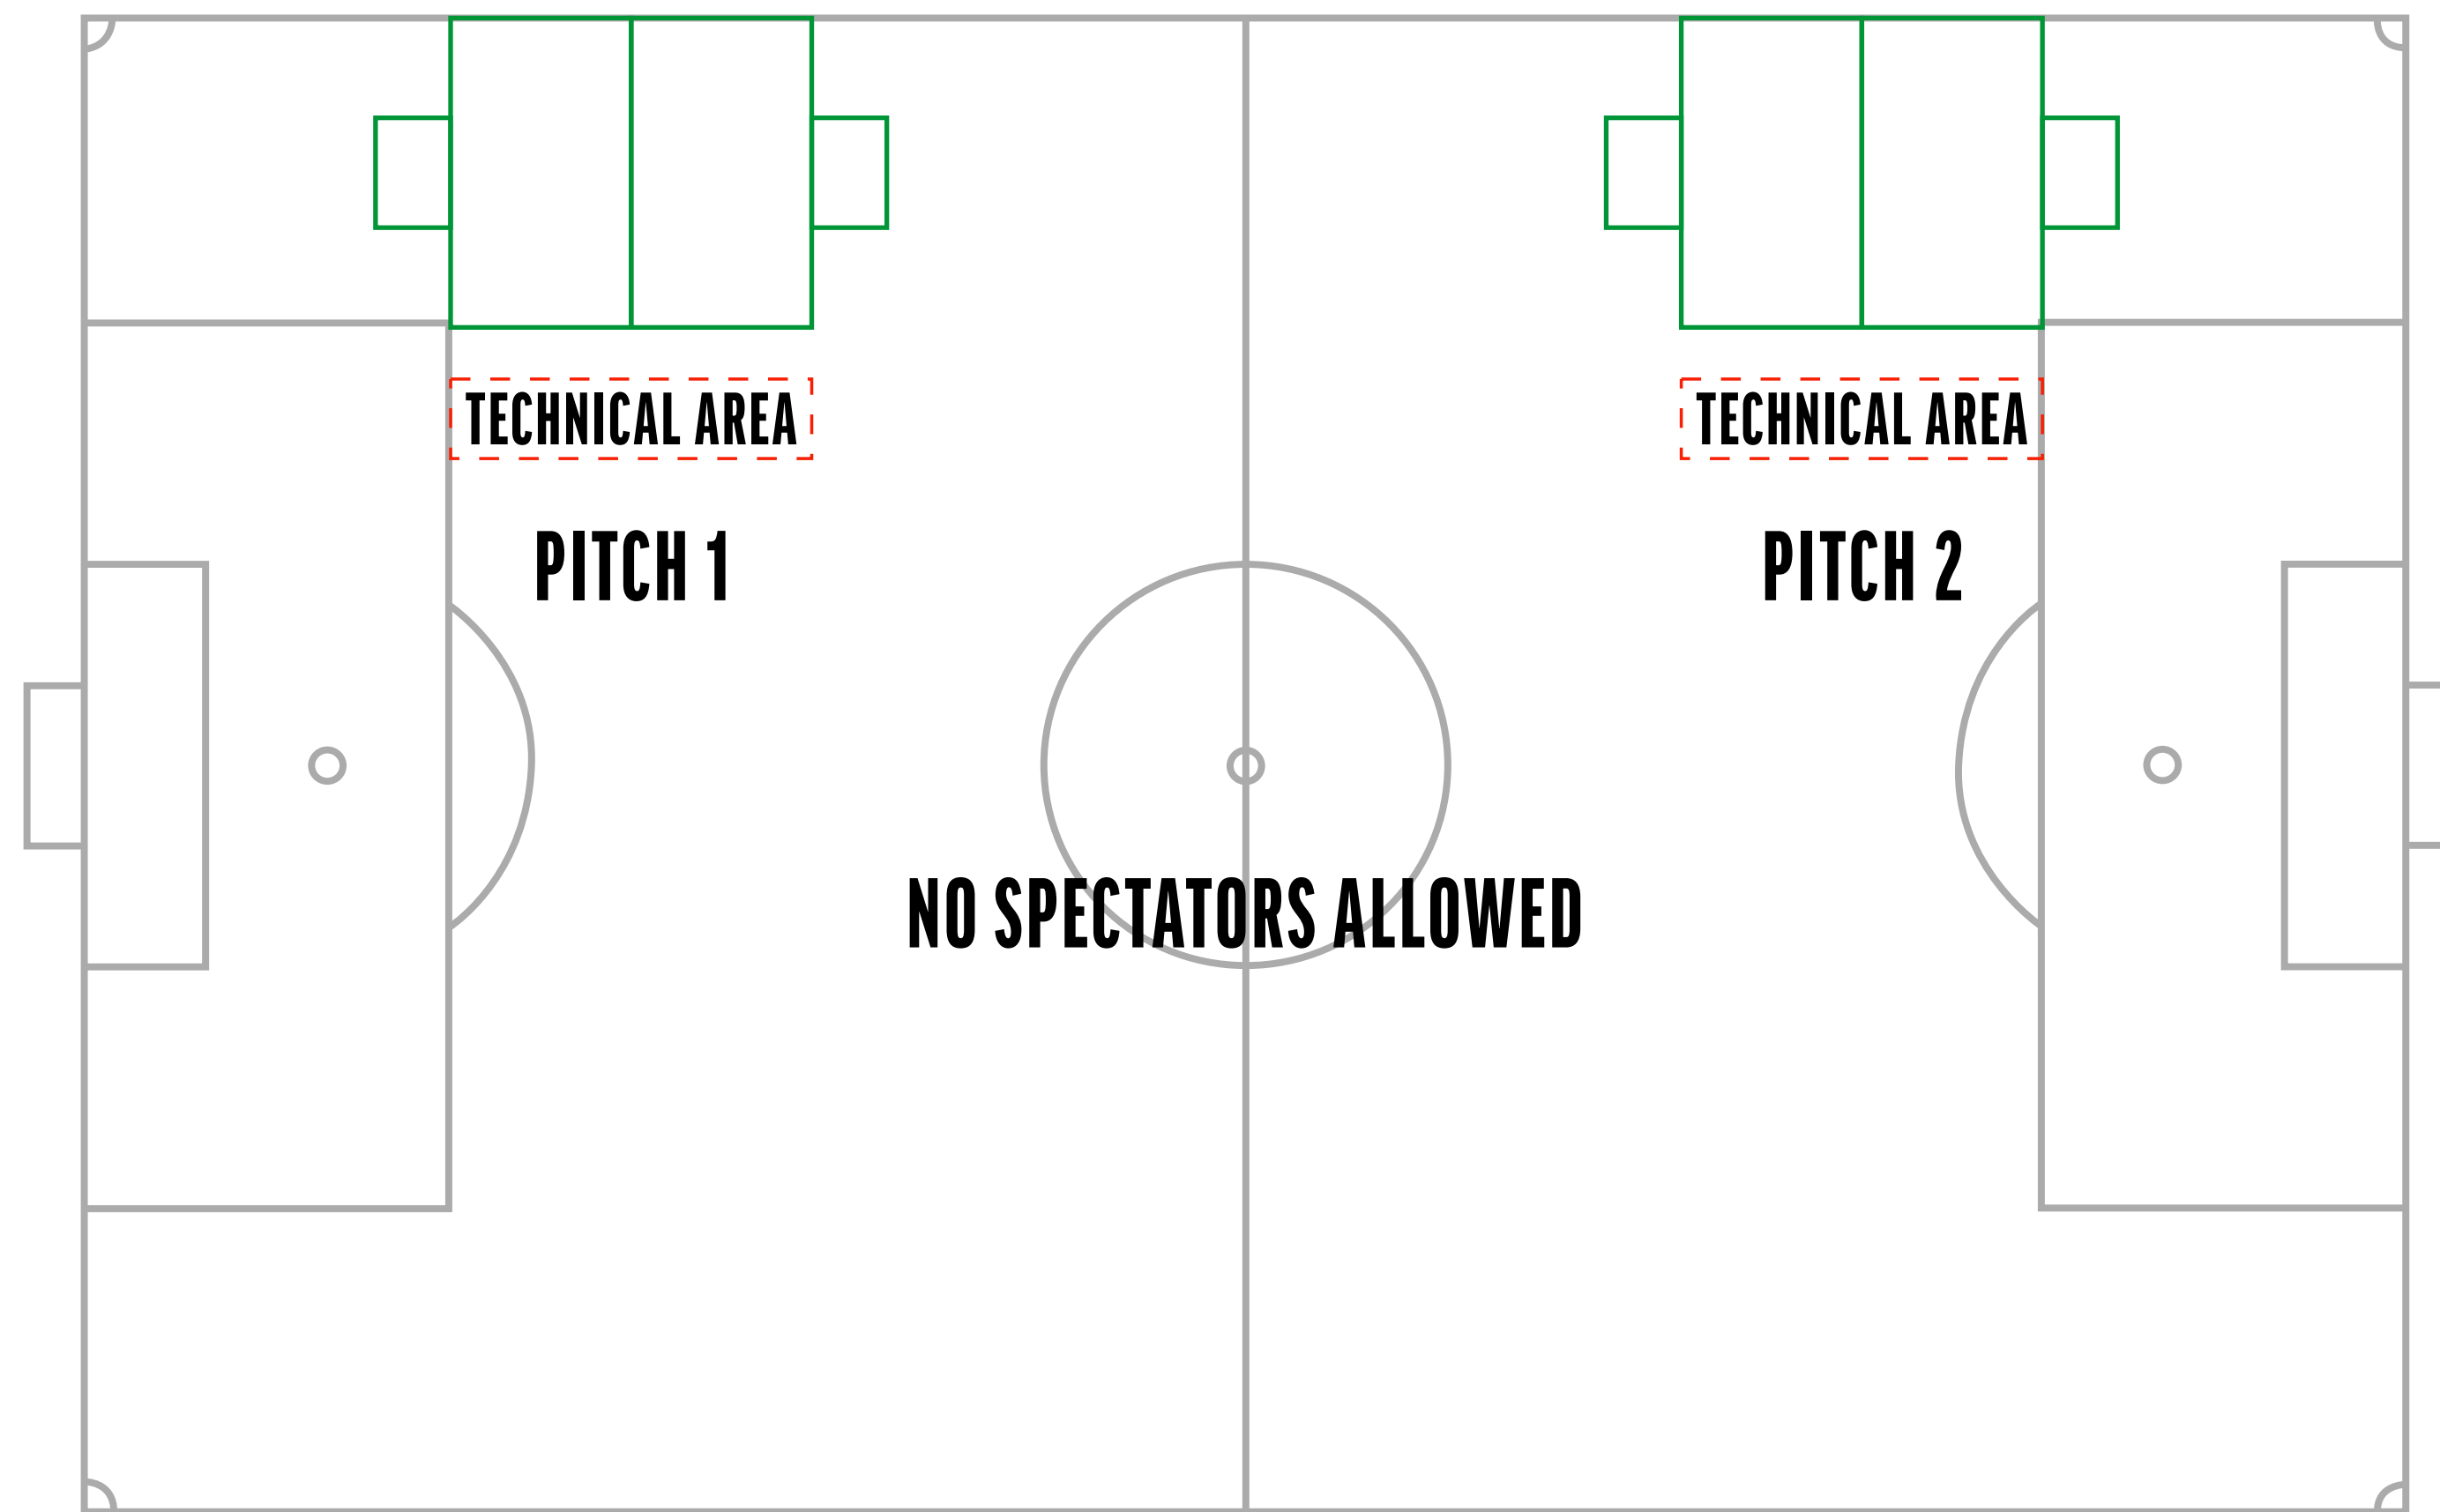 TECHNICAL AREA
TECHNICAL AREA
PITCH 1
PITCH 2
NO SPECTATORS ALLOWED